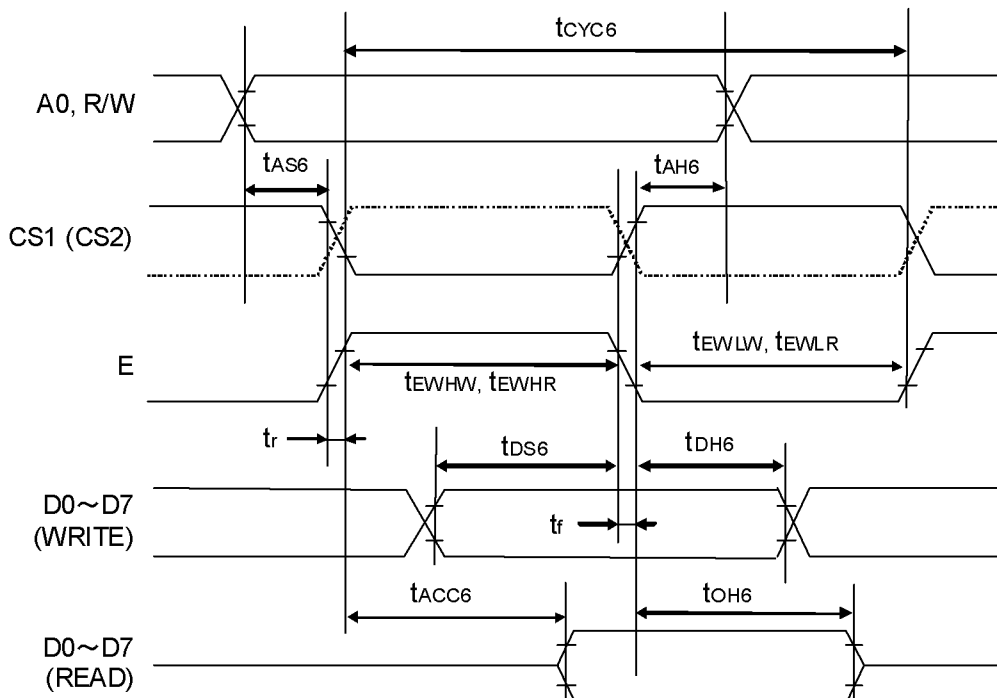 tCYC6
A0, R/W
tAS6
tAH6
CS1 (CS2)
tEWLW, tEWLR
E
tEWHW, tEWHR
tr
tDS6
tDH6
D0～D7
(WRITE)
tf
tACC6
tOH6
D0～D7
(READ)